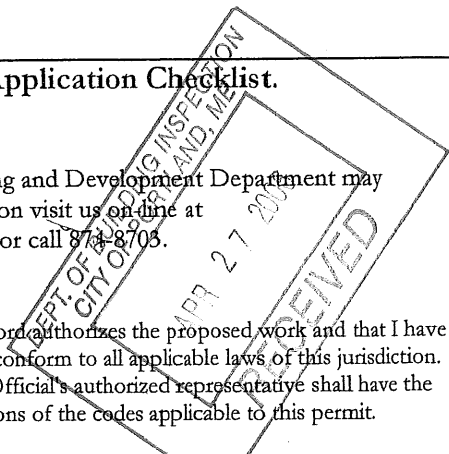 Application Checklist.
ng and Development Department may
on visit us on-line at
or call 874-8703.
ord authorizes the proposed work and that I have
conform to all applicable laws of this jurisdiction.
Official's authorized representative shall have the
ons of the codes applicable to this permit.
DEPT. OF BUILDING INSPECTION
CITY OF PORTLAND, ME
APR 27
RECEIVED